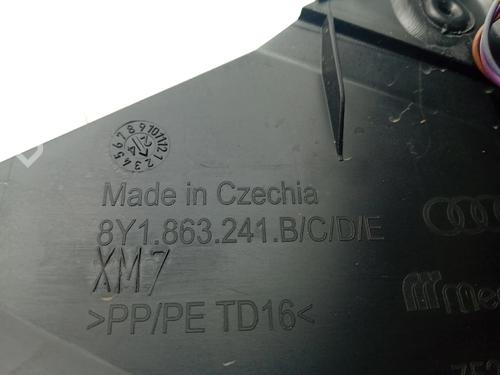 Made in Czechia
8Y1.863.241.B/C/D/E
XM7
>PP/PE TD16<